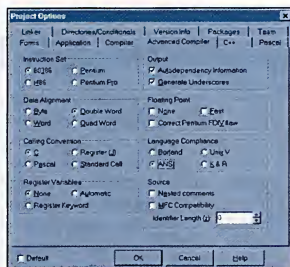 Project Options
Linker Directories/Conditionals Version Info Packages Team
Forms Application Compiler Advanced Compiler C++ Pascal
Instruction Set
80386 Pentium
i486 Pentium Pro
Data Alignment
Byte Double Word
Word Quad Word
Calling Convention
C Register
Pascal Standard Call
Register Variables
None Automatic
Register Keyword
Output
Autodependency Information
Generate Underscores
Floating Point
None Fast
Correct Pentium FDIV flaw
Language Compliance
Borland Unix V
ANSI K & R
Source
Nested comments
MFC Compatibility
Identifier Length
Default OK Cancel Help